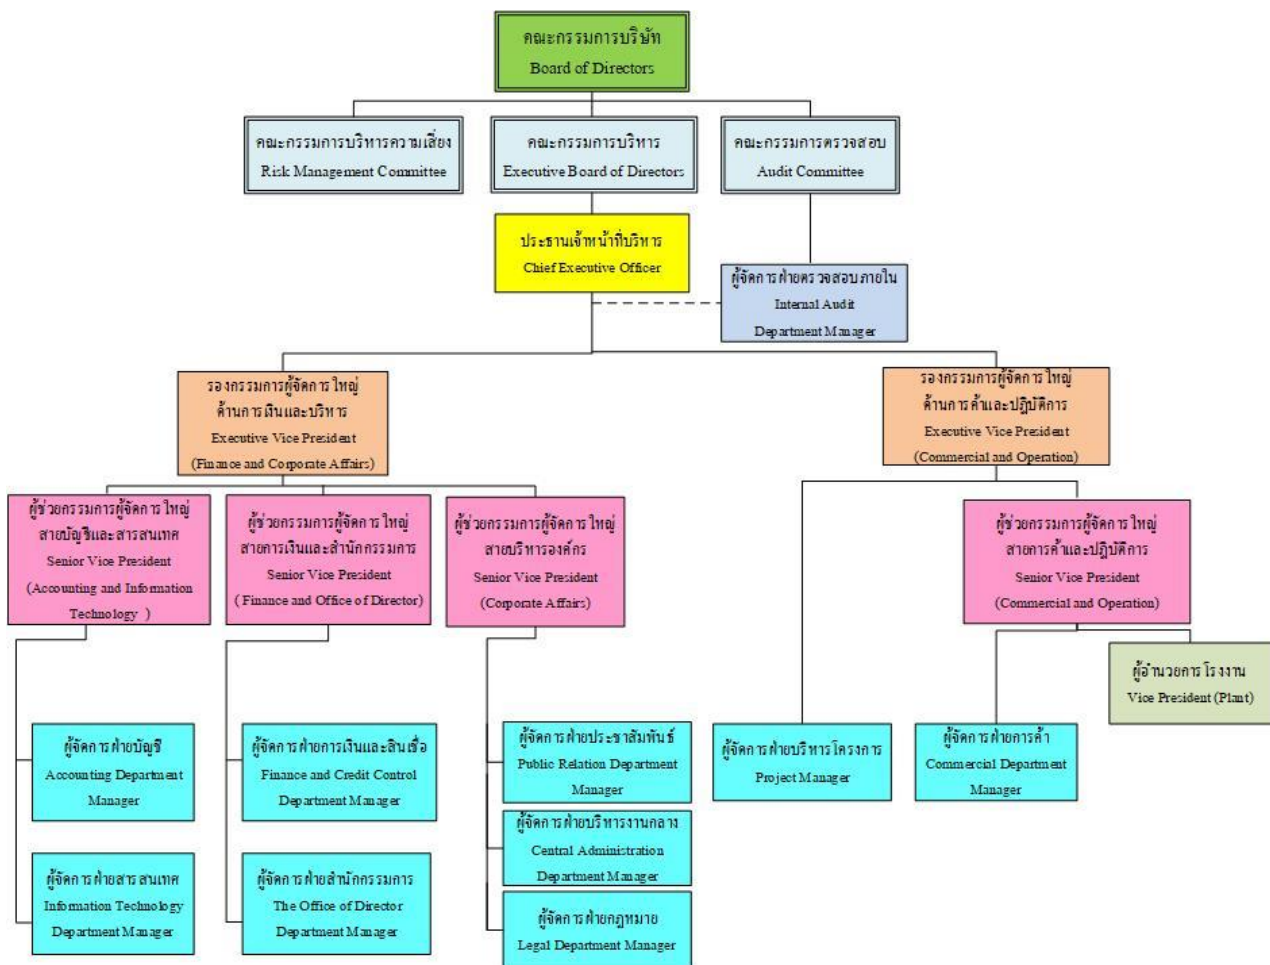 คณะกรรมการบริษัท
Board of Directors
คณะกรรมการบริหารความเสี่ยง
Risk Management Committee
คณะกรรมการบริหาร
Executive Board of Directors
คณะกรรมการตรวจสอบ
Audit Committee
ประธานเจ้าหน้าที่บริหาร
Chief Executive Officer
ผู้จัดการฝ่ายตรวจสอบภายใน
Internal Audit
Department Manager
รองกรรมการผู้จัดการใหญ่
ด้านการเงินและบริหาร
Executive Vice President
(Finance and Corporate Affairs)
รองกรรมการผู้จัดการใหญ่
ด้านการค้าและปฏิบัติการ
Executive Vice President
(Commercial and Operation)
ผู้ช่วยกรรมการผู้จัดการใหญ่
สายบัญชีและสารสนเทศ
Senior Vice President
(Accounting and Information
Technology )
ผู้ช่วยกรรมการผู้จัดการใหญ่
สายการเงินและสำนักกรรมการ
Senior Vice President
(Finance and Office of Director)
ผู้ช่วยกรรมการผู้จัดการใหญ่
สายบริหารองค์กร
Senior Vice President
(Corporate Affairs)
ผู้ช่วยกรรมการผู้จัดการใหญ่
สายการค้าและปฏิบัติการ
Senior Vice President
(Commercial and Operation)
ผู้อำนวยการโรงงาน
Vice President (Plant)
ผู้จัดการฝ่ายบัญชี
Accounting Department
Manager
ผู้จัดการฝ่ายการเงินและสินเชื่อ
Finance and Credit Control
Department Manager
ผู้จัดการฝ่ายประชาสัมพันธ์
Public Relation Department
Manager
ผู้จัดการฝ่ายบริหารโครงการ
Project Manager
ผู้จัดการฝ่ายการค้า
Commercial Department
Manager
ผู้จัดการฝ่ายบริหารงานกลาง
Central Administration
Department Manager
ผู้จัดการฝ่ายสารสนเทศ
Information Technology
Department Manager
ผู้จัดการฝ่ายสำนักกรรมการ
The Office of Director
Department Manager
ผู้จัดการฝ่ายกฎหมาย
Legal Department Manager